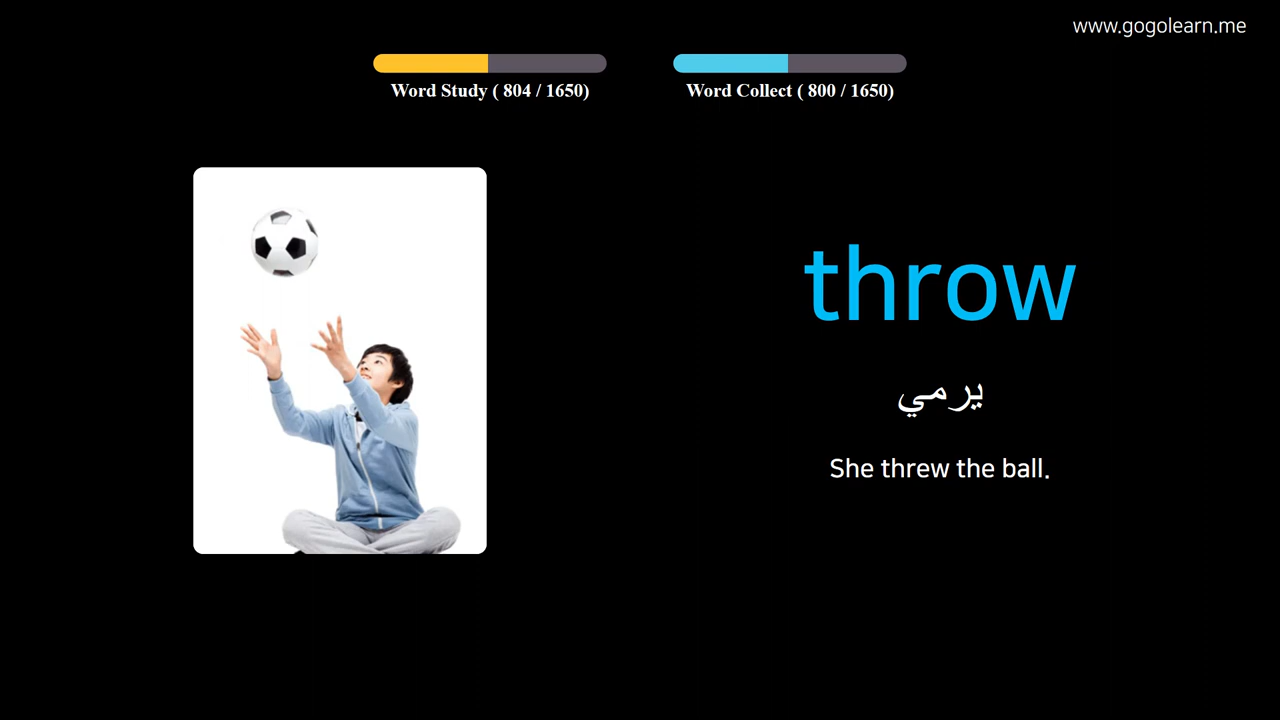 www.gogolearn.me
Word Study ( 804 / 1650)
Word Collect ( 800 / 1650)
throw
يرمي
She threw the ball.